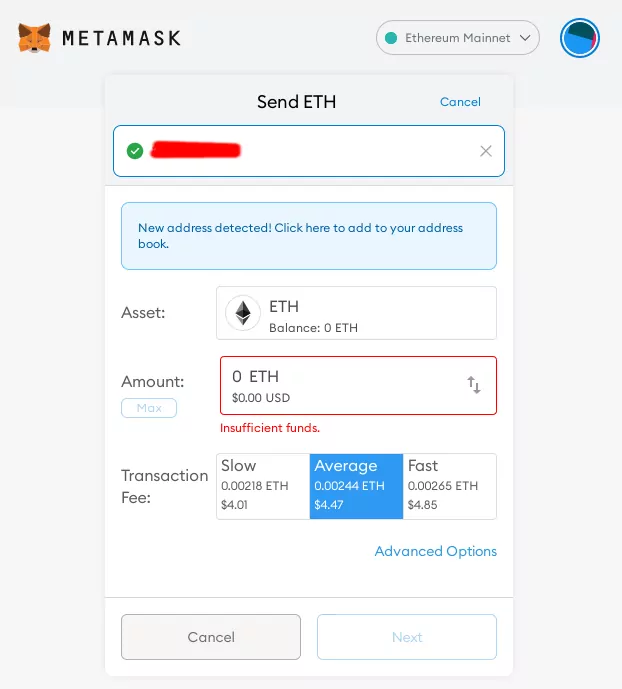 METAMASK
Ethereum Mainnet
Send ETH
Cancel
New address detected! Click here to add to your address
book.
Asset:
ETH
Balance: 0 ETH
Amount:
Max
0 ETH
$0.00 USD
Insufficient funds.
Transaction
Fee:
Slow
0.00218 ETH
$4.01
Average
0.00244 ETH
$4.47
Fast
0.00265 ETH
$4.85
Advanced Options
Cancel
Next